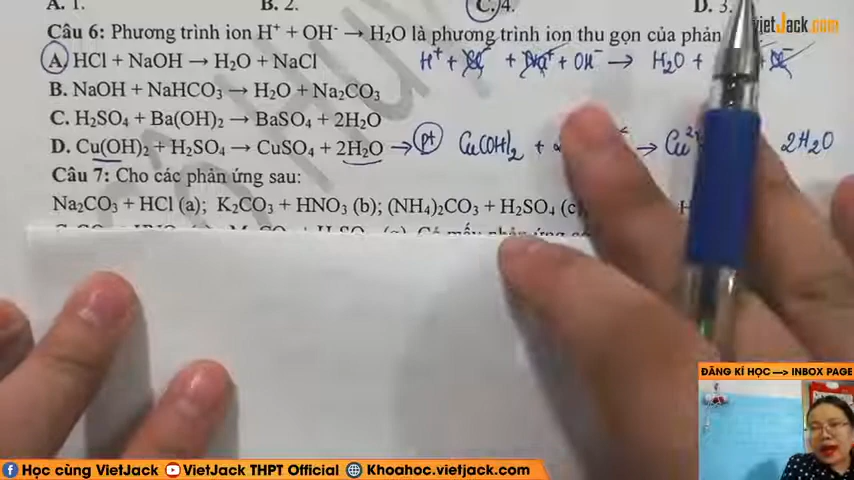 A. 1. B. 2. C. 4. D. 3.
Câu 6: Phương trình ion H⁺ + OH⁻ → H₂O là phương trình ion thu gọn của phản
A. HCl + NaOH → H₂O + NaCl H⁺ + Cl⁻ + Na⁺ + OH⁻ → H₂O +
B. NaOH + NaHCO₃ → H₂O + Na₂CO₃
C. H₂SO₄ + Ba(OH)₂ → BaSO₄ + 2H₂O
D. Cu(OH)₂ + H₂SO₄ → CuSO₄ + 2H₂O → pt Cu(OH)₂ + → Cu²⁺ 2H₂O
Câu 7: Cho các phản ứng sau:
Na₂CO₃ + HCl (a); K₂CO₃ + HNO₃ (b); (NH₄)₂CO₃ + H₂SO₄ (c)
vietJack.com
ĐĂNG KÍ HỌC —> INBOX PAGE
Học cùng VietJack VietJack THPT Official Khoahoc.vietjack.com